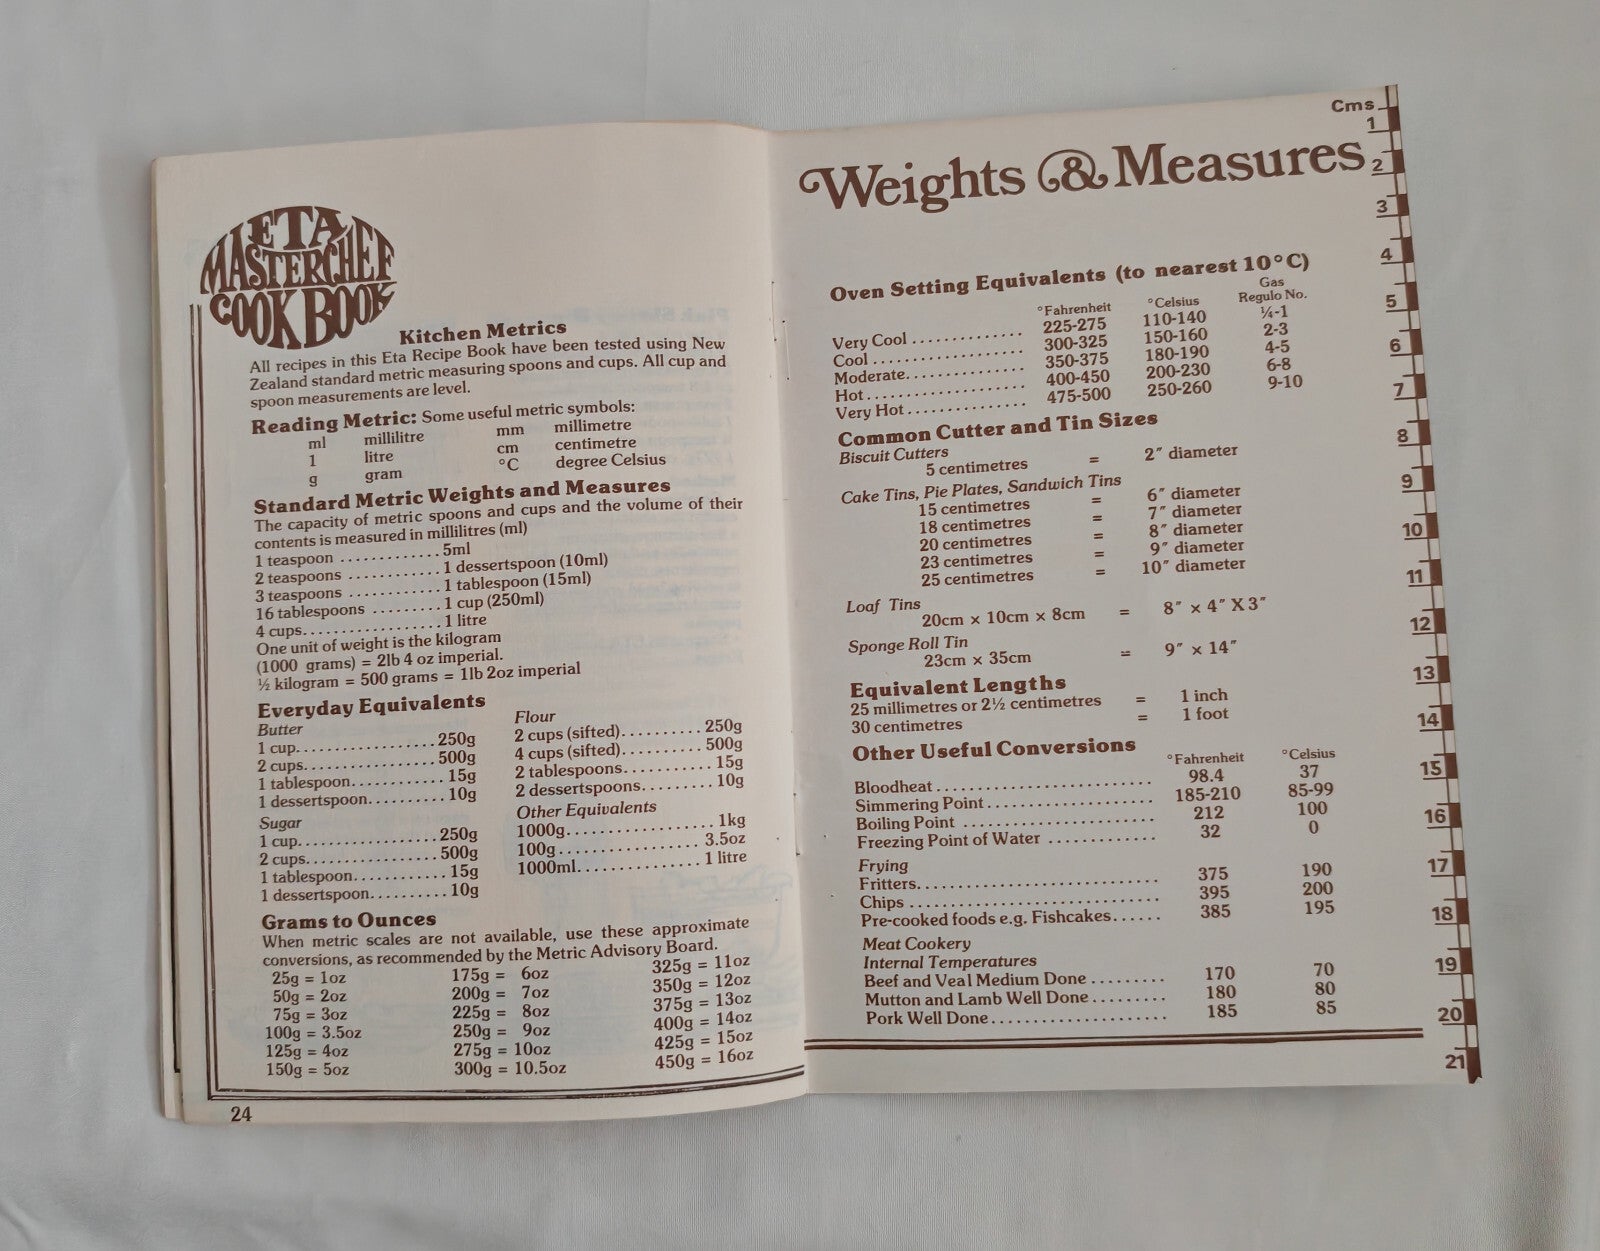 ETA
MASTERCHEF
COOK BOOK
Kitchen Metrics
All recipes in this Eta Recipe Book have been tested using New
Zealand standard metric measuring spoons and cups. All cup and
spoon measurements are level.
Reading Metric: Some useful metric symbols:
ml millilitre mm millimetre
1 litre cm centimetre
g gram °C degree Celsius
Standard Metric Weights and Measures
The capacity of metric spoons and cups and the volume of their
contents is measured in millilitres (ml)
1 teaspoon ............. 5ml
2 teaspoons ............ 1 dessertspoon (10ml)
3 teaspoons ............ 1 tablespoon (15ml)
16 tablespoons ......... 1 cup (250ml)
4 cups.................. 1 litre
One unit of weight is the kilogram
(1000 grams) = 2lb 4 oz imperial.
½ kilogram = 500 grams = 1lb 2oz imperial
Everyday Equivalents
Butter
1 cup.................. 250g
2 cups................. 500g
1 tablespoon............ 15g
1 dessertspoon.......... 10g
Sugar
1 cup.................. 250g
2 cups................. 500g
1 tablespoon............ 15g
1 dessertspoon.......... 10g
Flour
2 cups (sifted).......... 250g
4 cups (sifted).......... 500g
2 tablespoons........... 15g
2 dessertspoons......... 10g
Other Equivalents
1000g.................. 1kg
100g.................. 3.5oz
1000ml............... 1 litre
Grams to Ounces
When metric scales are not available, use these approximate
conversions, as recommended by the Metric Advisory Board.
25g = 1oz 175g = 6oz 325g = 11oz
50g = 2oz 200g = 7oz 350g = 12oz
75g = 3oz 225g = 8oz 375g = 13oz
100g = 3.5oz 250g = 9oz 400g = 14oz
125g = 4oz 275g = 10oz 425g = 15oz
150g = 5oz 300g = 10.5oz 450g = 16oz
24
Weights & Measures
Oven Setting Equivalents (to nearest 10°C)
°Fahrenheit °Celsius Gas Regulo No.
Very Cool ............. 225-275 110-140 ¼-1
Cool .................. 300-325 150-160 2-3
Moderate.............. 350-375 180-190 4-5
Hot................... 400-450 200-230 6-8
Very Hot.............. 475-500 250-260 9-10
Common Cutter and Tin Sizes
Biscuit Cutters
5 centimetres = 2″ diameter
Cake Tins, Pie Plates, Sandwich Tins
15 centimetres = 6″ diameter
18 centimetres = 7″ diameter
20 centimetres = 8″ diameter
23 centimetres = 9″ diameter
25 centimetres = 10″ diameter
Loaf Tins
20cm × 10cm × 8cm = 8″ × 4″ X 3″
Sponge Roll Tin
23cm × 35cm = 9″ × 14″
Equivalent Lengths
25 millimetres or 2½ centimetres = 1 inch
30 centimetres = 1 foot
Other Useful Conversions
°Fahrenheit °Celsius
Bloodheat ......................... 98.4 37
Simmering Point................... 185-210 85-99
Boiling Point ...................... 212 100
Freezing Point of Water ............ 32 0
Frying
Fritters............................ 375 190
Chips ............................. 395 200
Pre-cooked foods e.g. Fishcakes...... 385 195
Meat Cookery
Internal Temperatures
Beef and Veal Medium Done ......... 170 70
Mutton and Lamb Well Done......... 180 80
Pork Well Done..................... 185 85
Cms
1
2
3
4
5
6
7
8
9
10
11
12
13
14
15
16
17
18
19
20
21